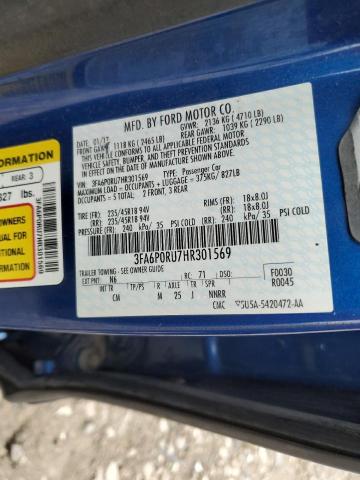 MFD. BY FORD MOTOR CO.
01/17
GVWR: 2136 KG ( 4710 LB)
FRONT GAWR: 1118 KG ( 2465 LB)
REAR GAWR: 1039 KG ( 2290 LB)
THIS VEHICLE CONFORMS TO ALL APPLICABLE FEDERAL MOTOR
VEHICLE SAFETY, BUMPER, AND THEFT PREVENTION STANDARDS
IN EFFECT ON THE DATE OF MANUFACTURE SHOWN ABOVE.
VIN: 3FA6P0RU7HR301569
TYPE: Passenger Car
MAXIMUM LOAD = OCCUPANTS + LUGGAGE = 375KG/ 827LB
OCCUPANTS = 5 TOTAL, 2 FRONT, 3 REAR
TIRE (FR): 235/45R18 94V
RIMS (FR): 18x8.0J
TIRE (RR): 235/45R18 94V
(RR): 18x8.0J
PRESSURE (FR): 240 kPa/ 35 PSI COLD (RR): 240 kPa/ 35 PSI COLD
3FA6P0RU7HR301569
TRAILER TOWING - SEE OWNER GUIDE
F0030
R0045
EXT PNT: N6
RC: 71
DSO:
INT TR
TP/PS
R
AXLE
TR
SPR
CM
M
25
J
NNRR
CMC
5U5A-5420472-AA
FORMATION
REAR 3
827 lbs.
OWNERS